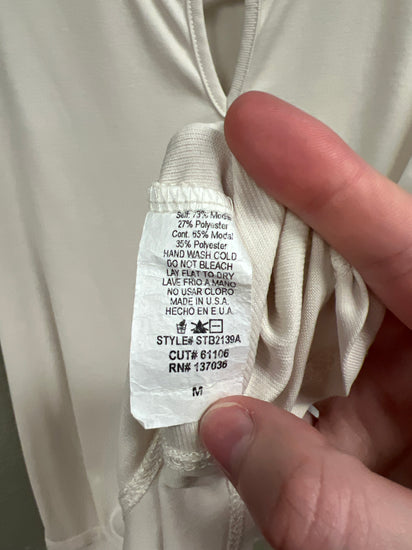 Self: 73% Modal
27% Polyester
Cont. 65% Modal
35% Polyester
HAND WASH COLD
DO NOT BLEACH
LAY FLAT TO DRY
LAVE FRIO A MANO
NO USAR CLORO
MADE IN U.S.A.
HECHO EN E.U.A.
STYLE# STB2139A
CUT# 61106
RN# 137036
M